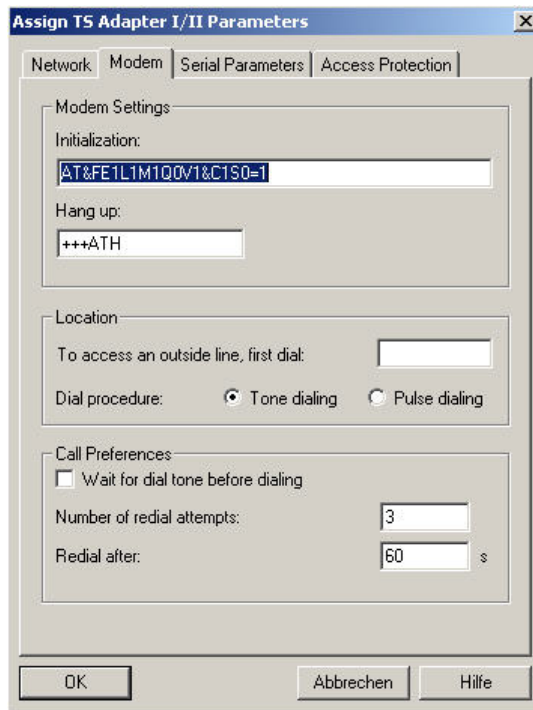 Assign TS Adapter I/II Parameters
Network Modem Serial Parameters Access Protection
Modem Settings
Initialization:
AT&FE1L1M1Q0V1&C1S0=1
Hang up:
+++ATH
Location
To access an outside line, first dial:
Dial procedure: Tone dialing Pulse dialing
Call Preferences
Wait for dial tone before dialing
Number of redial attempts: 3
Redial after: 60 s
OK Abbrechen Hilfe